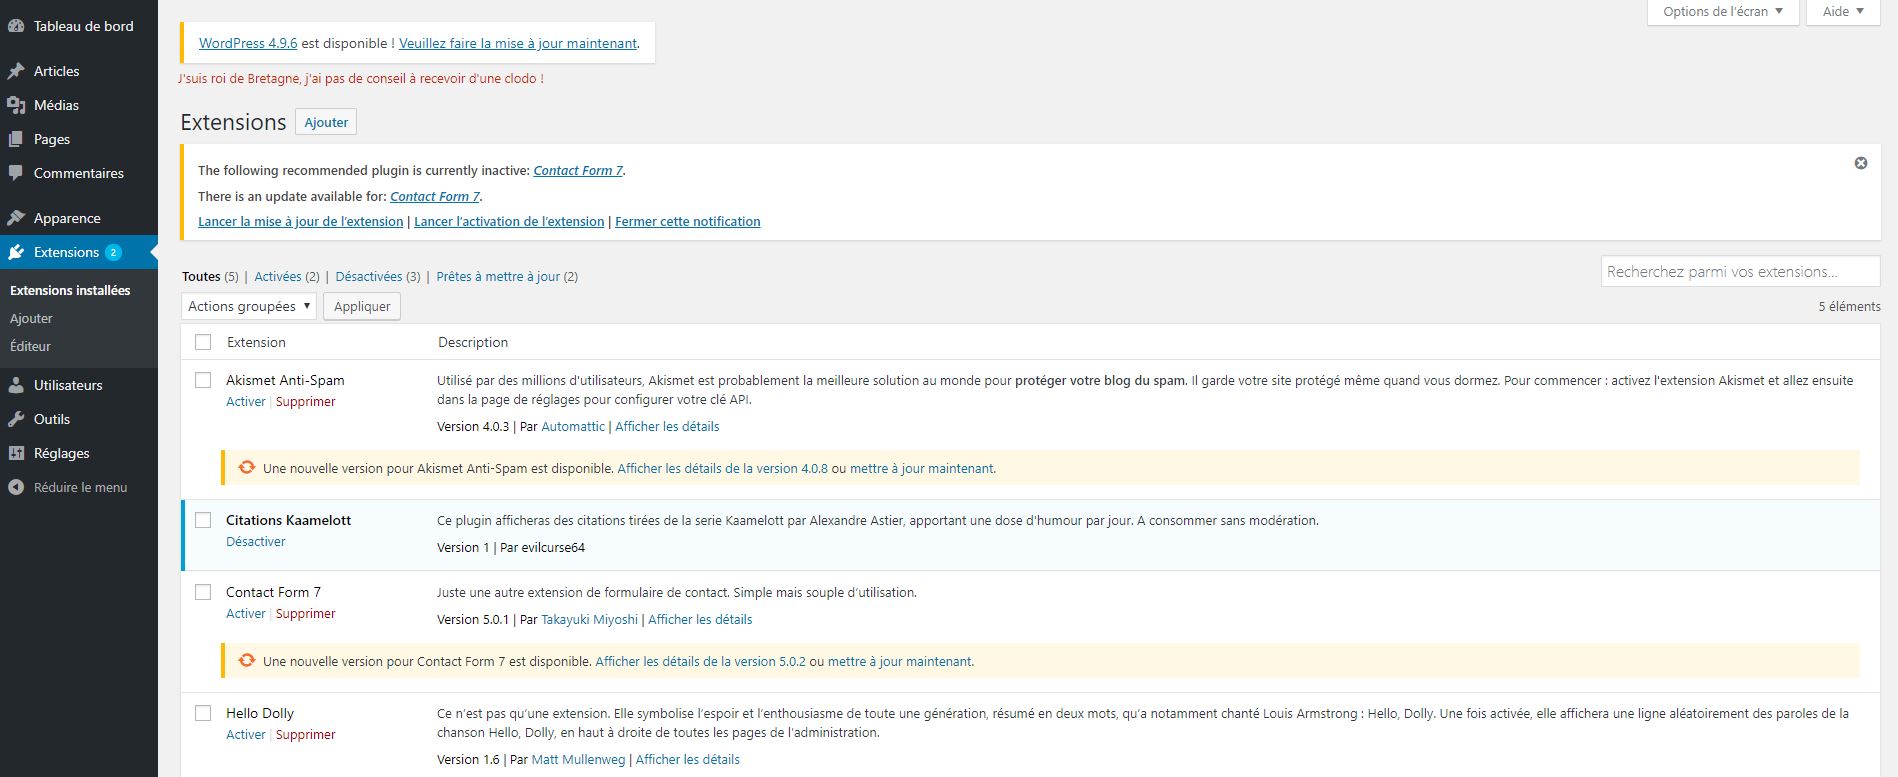 Tableau de bord
Articles
Médias
Pages
Commentaires
Apparence
Extensions 2
Extensions installées
Ajouter
Éditeur
Utilisateurs
Outils
Réglages
Réduire le menu
Options de l'écran
Aide
WordPress 4.9.6 est disponible ! Veuillez faire la mise à jour maintenant.
J'suis roi de Bretagne, j'ai pas de conseil à recevoir d'une clodo !
Extensions Ajouter
The following recommended plugin is currently inactive: Contact Form 7.
There is an update available for: Contact Form 7.
Lancer la mise à jour de l'extension | Lancer l'activation de l'extension | Fermer cette notification
Toutes (5) | Activées (2) | Désactivées (3) | Prêtes à mettre à jour (2)
Recherchez parmi vos extensions...
Actions groupées Appliquer
5 éléments
Extension Description
Akismet Anti-Spam
Activer | Supprimer
Utilisé par des millions d'utilisateurs, Akismet est probablement la meilleure solution au monde pour protéger votre blog du spam. Il garde votre site protégé même quand vous dormez. Pour commencer : activez l'extension Akismet et allez ensuite
dans la page de réglages pour configurer votre clé API.
Version 4.0.3 | Par Automattic | Afficher les détails
Une nouvelle version pour Akismet Anti-Spam est disponible. Afficher les détails de la version 4.0.8 ou mettre à jour maintenant.
Citations Kaamelott
Désactiver
Ce plugin afficheras des citations tirées de la serie Kaamelott par Alexandre Astier, apportant une dose d'humour par jour. A consommer sans modération.
Version 1 | Par evilcurse64
Contact Form 7
Activer | Supprimer
Juste une autre extension de formulaire de contact. Simple mais souple d'utilisation.
Version 5.0.1 | Par Takayuki Miyoshi | Afficher les détails
Une nouvelle version pour Contact Form 7 est disponible. Afficher les détails de la version 5.0.2 ou mettre à jour maintenant.
Hello Dolly
Activer | Supprimer
Ce n'est pas qu'une extension. Elle symbolise l'espoir et l'enthousiasme de toute une génération, résumé en deux mots, qu'a notamment chanté Louis Armstrong : Hello, Dolly. Une fois activée, elle affichera une ligne aléatoirement des paroles de la
chanson Hello, Dolly, en haut à droite de toutes les pages de l'administration.
Version 1.6 | Par Matt Mullenweg | Afficher les détails